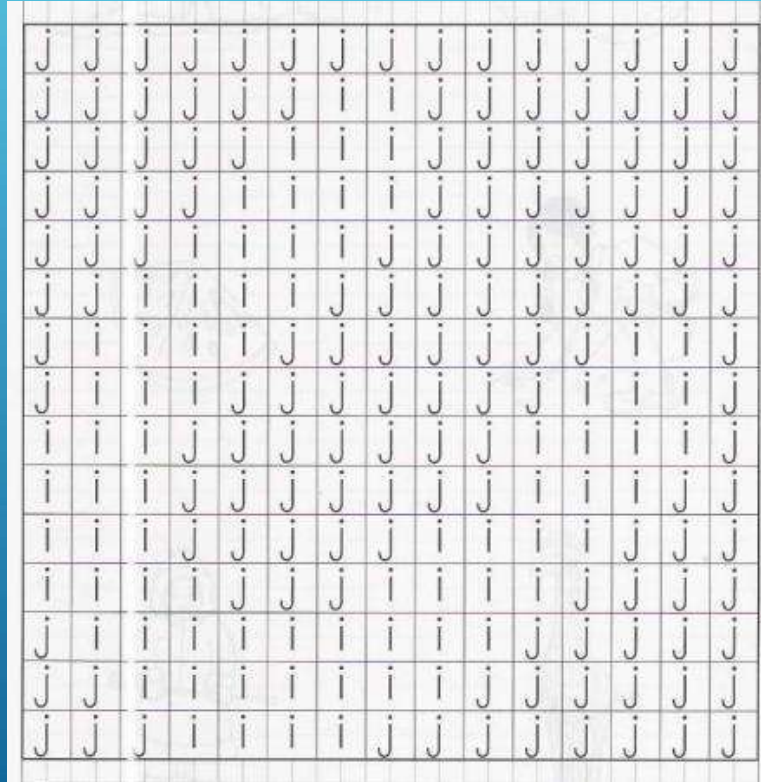 j j j j j j j j j j j j j j j
j j j j j j i i j j j j j j j
j j j j j i i i j j j j j j j
j j j j i i i i j j j j j j j
j j j i i i i j j j j j j j j
j j i i i i j j j j j j j j j
j i i i i j j j j j j j i i j
j i i i j j j j j j j i i i j
i i i j j j j j j j i i i i j
i i i j j j j j j j i i i j j
i i i j j j j j i i i i j j j
i i i i j j j i i i i j j j j
j i i i i i i i i i j j j j j
j j i i i i i i i j j j j j j
j j j i i i i j j j j j j j j